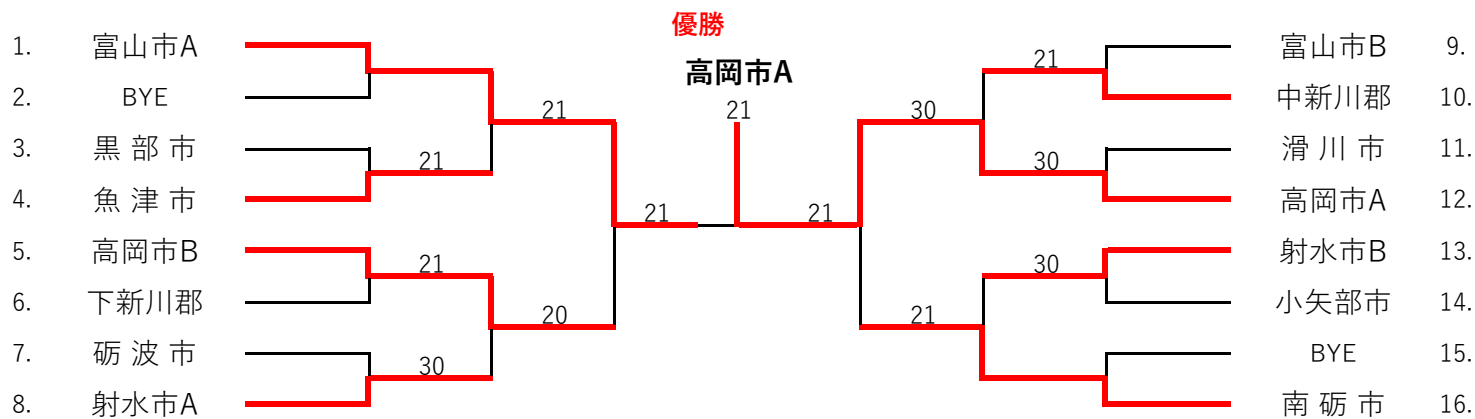 優勝
高岡市A
1. 富山市A
2. BYE
3. 黒部市
4. 魚津市
5. 高岡市B
6. 下新川郡
7. 砺波市
8. 射水市A
21
21
30
21
20
21
21
21
30
21
21
30
30
富山市B 9.
中新川郡 10.
滑川市 11.
高岡市A 12.
射水市B 13.
小矢部市 14.
BYE 15.
南砺市 16.